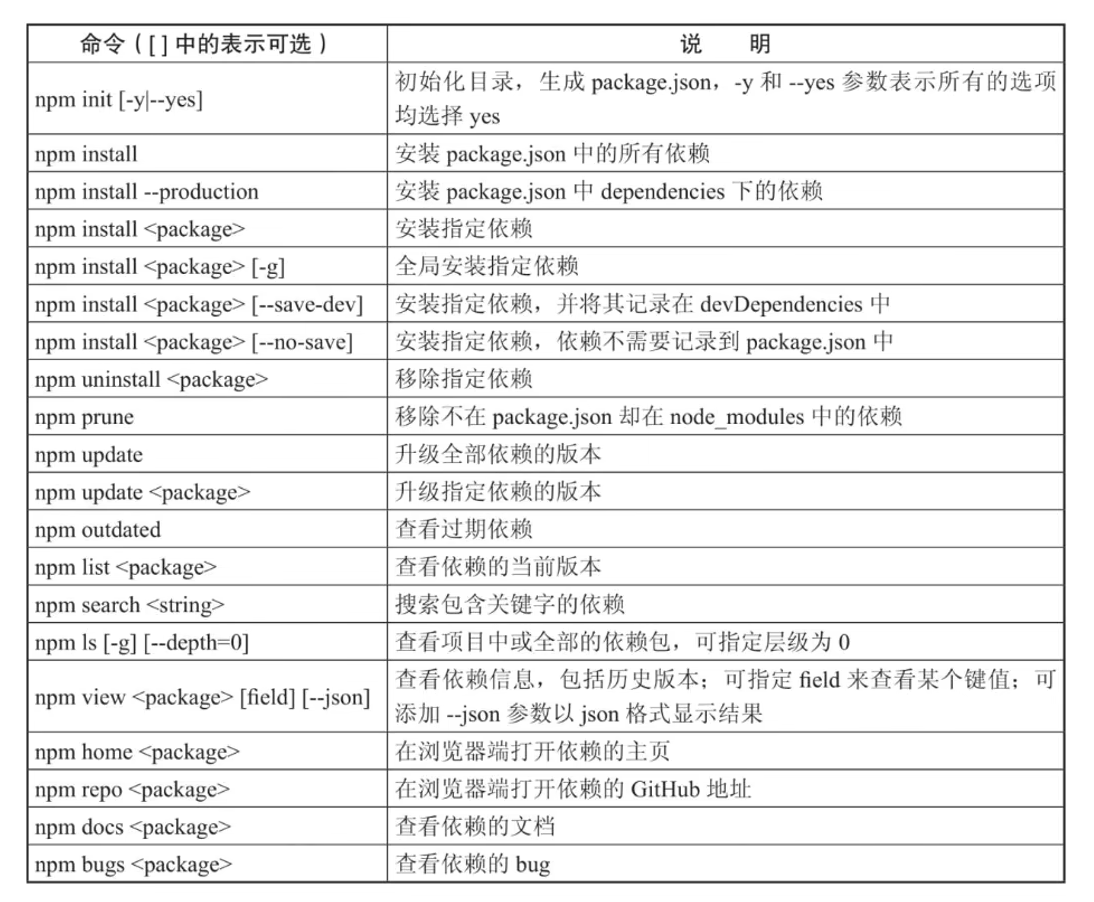 命令（[ ] 中的表示可选）
说 明
npm init [-y|--yes]
初始化目录，生成 package.json，-y 和 --yes 参数表示所有的选项
均选择 yes
npm install
安装 package.json 中的所有依赖
npm install --production
安装 package.json 中 dependencies 下的依赖
npm install <package>
安装指定依赖
npm install <package> [-g]
全局安装指定依赖
npm install <package> [--save-dev]
安装指定依赖，并将其记录在 devDependencies 中
npm install <package> [--no-save]
安装指定依赖，依赖不需要记录到 package.json 中
npm uninstall <package>
移除指定依赖
npm prune
移除不在 package.json 却在 node_modules 中的依赖
npm update
升级全部依赖的版本
npm update <package>
升级指定依赖的版本
npm outdated
查看过期依赖
npm list <package>
查看依赖的当前版本
npm search <string>
搜索包含关键字的依赖
npm ls [-g] [--depth=0]
查看项目中或全部的依赖包，可指定层级为 0
npm view <package> [field] [--json]
查看依赖信息，包括历史版本；可指定 field 来查看某个键值；可
添加 --json 参数以 json 格式显示结果
npm home <package>
在浏览器端打开依赖的主页
npm repo <package>
在浏览器端打开依赖的 GitHub 地址
npm docs <package>
查看依赖的文档
npm bugs <package>
查看依赖的 bug